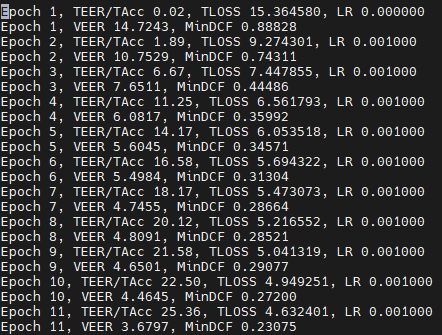 Epoch 1, TEER/TAcc 0.02, TLOSS 15.364580, LR 0.000000
Epoch 1, VEER 14.7243, MinDCF 0.88828
Epoch 2, TEER/TAcc 1.89, TLOSS 9.274301, LR 0.001000
Epoch 2, VEER 10.7529, MinDCF 0.74311
Epoch 3, TEER/TAcc 6.67, TLOSS 7.447855, LR 0.001000
Epoch 3, VEER 7.6511, MinDCF 0.44486
Epoch 4, TEER/TAcc 11.25, TLOSS 6.561793, LR 0.001000
Epoch 4, VEER 6.0817, MinDCF 0.35992
Epoch 5, TEER/TAcc 14.17, TLOSS 6.053518, LR 0.001000
Epoch 5, VEER 5.6045, MinDCF 0.34571
Epoch 6, TEER/TAcc 16.58, TLOSS 5.694322, LR 0.001000
Epoch 6, VEER 5.4984, MinDCF 0.31304
Epoch 7, TEER/TAcc 18.17, TLOSS 5.473073, LR 0.001000
Epoch 7, VEER 4.7455, MinDCF 0.28664
Epoch 8, TEER/TAcc 20.12, TLOSS 5.216552, LR 0.001000
Epoch 8, VEER 4.8091, MinDCF 0.28521
Epoch 9, TEER/TAcc 21.58, TLOSS 5.041319, LR 0.001000
Epoch 9, VEER 4.6501, MinDCF 0.29077
Epoch 10, TEER/TAcc 22.50, TLOSS 4.949251, LR 0.001000
Epoch 10, VEER 4.4645, MinDCF 0.27200
Epoch 11, TEER/TAcc 25.36, TLOSS 4.632401, LR 0.001000
Epoch 11, VEER 3.6797, MinDCF 0.23075